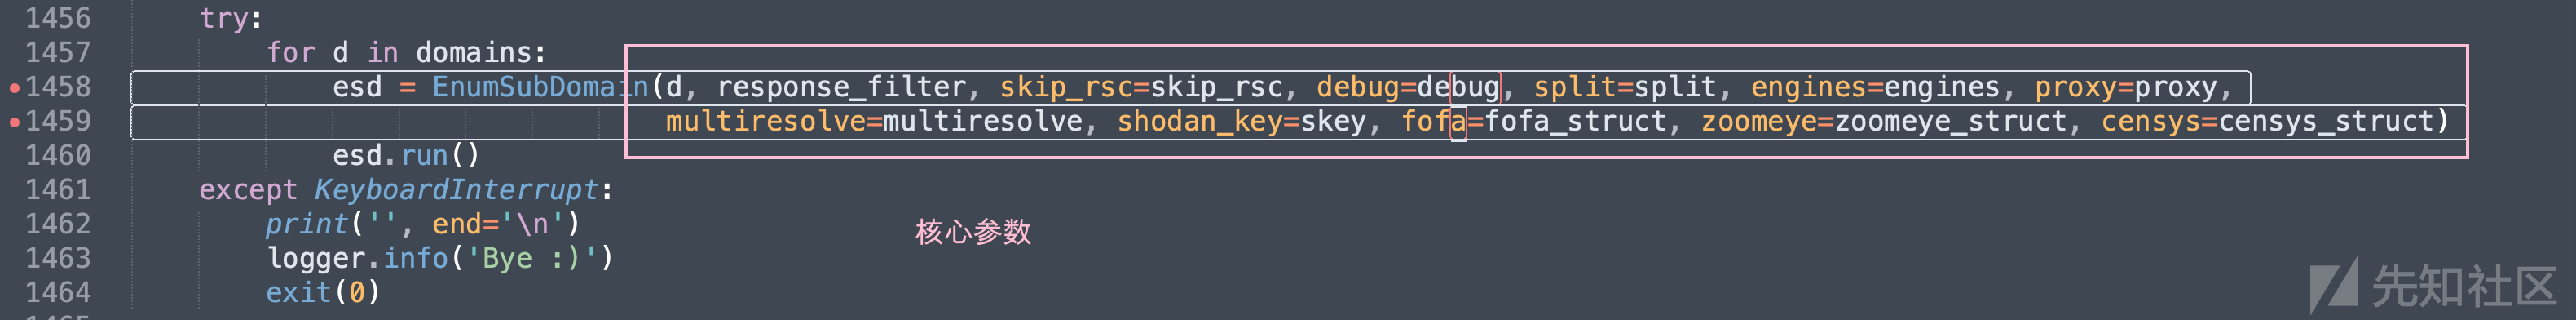 1456 try:
1457 for d in domains:
1458 esd = EnumSubDomain(d, response_filter, skip_rsc=skip_rsc, debug=debug, split=split, engines=engines, proxy=proxy,
1459 multiresolve=multiresolve, shodan_key=skey, fofa=fofa_struct, zoomeye=zoomeye_struct, censys=censys_struct)
1460 esd.run()
1461 except KeyboardInterrupt:
1462 print('', end='\n')
核心参数
1463 logger.info('Bye :)')
1464 exit(0)
先知社区